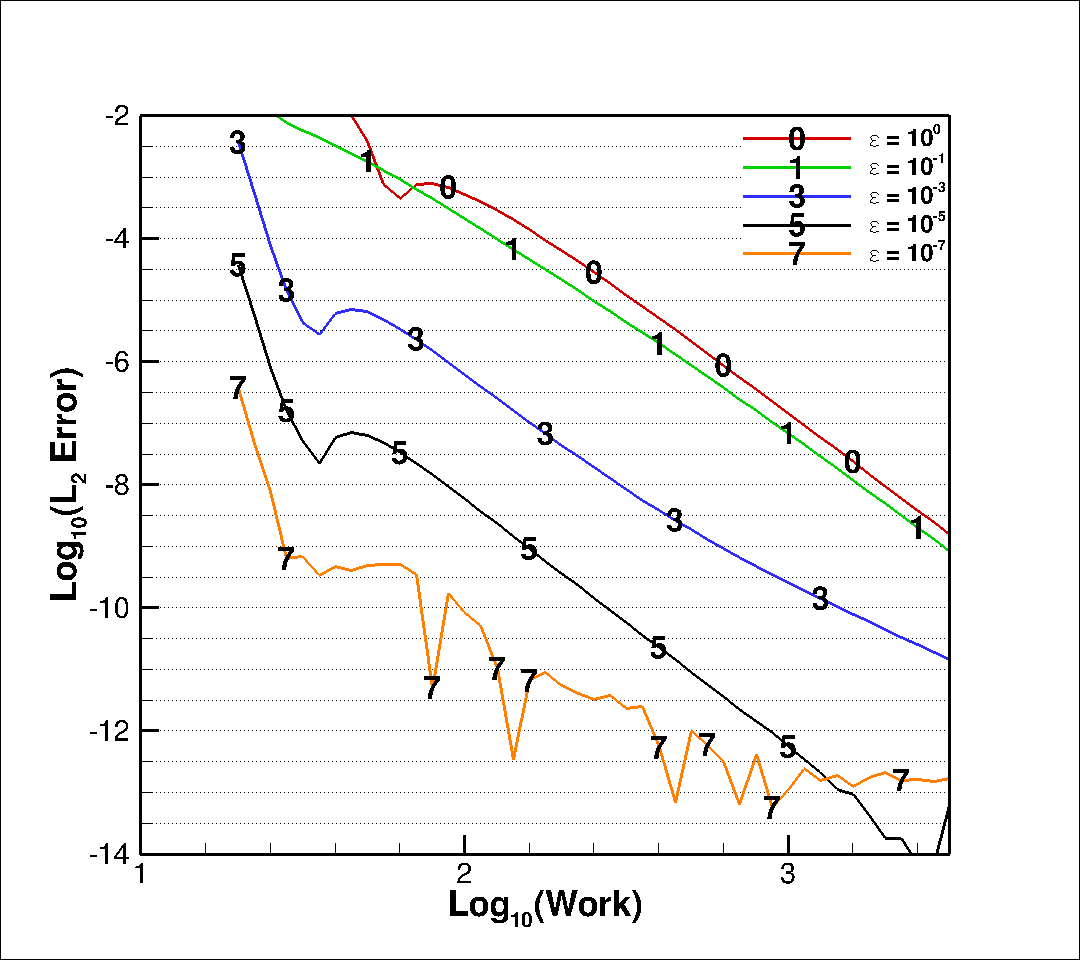 -2
-4
-6
-8
-10
-12
-14
1
2
3
Log₁₀(L₂ Error)
Log₁₀(Work)
0 ε = 10⁰
1 ε = 10⁻¹
3 ε = 10⁻³
5 ε = 10⁻⁵
7 ε = 10⁻⁷
0 0 0 0 0
1 1 1 1 1
3 3 3 3 3 3
5 5 5 5 5 5
7 7 7 7 7 7 7 7 7